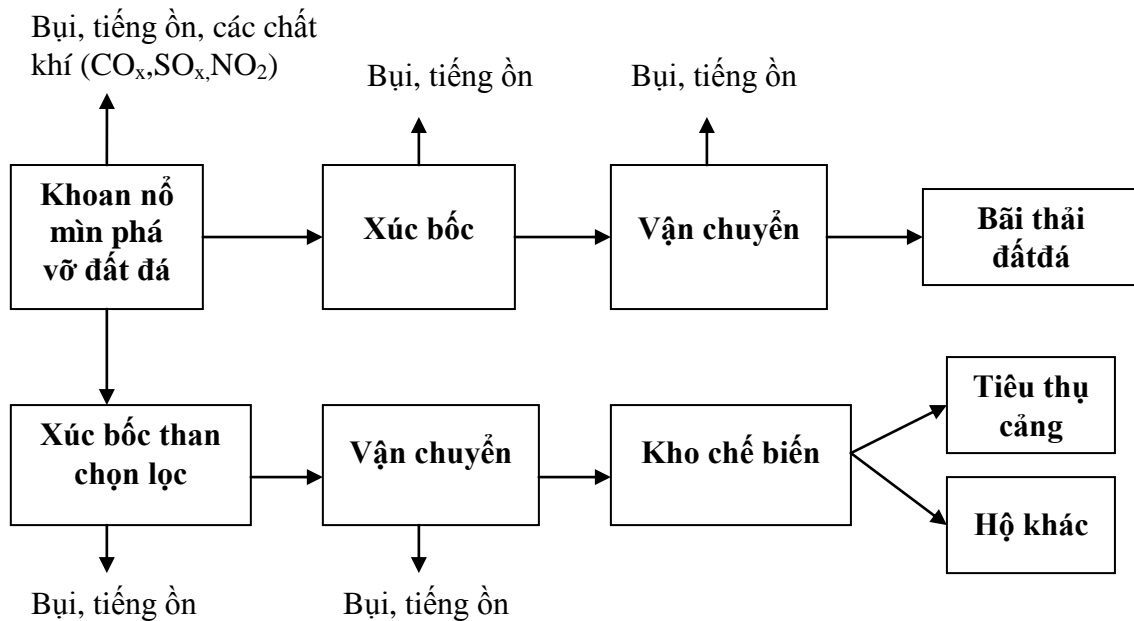 Bụi, tiếng ồn, các chất
khí (COx,SOx,NO2)
Bụi, tiếng ồn
Bụi, tiếng ồn
Khoan nổ
mìn phá
vỡ đất đá
Xúc bốc
Vận chuyển
Bãi thải
đấtđá
Xúc bốc than
chọn lọc
Vận chuyển
Kho chế biến
Tiêu thụ
cảng
Hộ khác
Bụi, tiếng ồn
Bụi, tiếng ồn